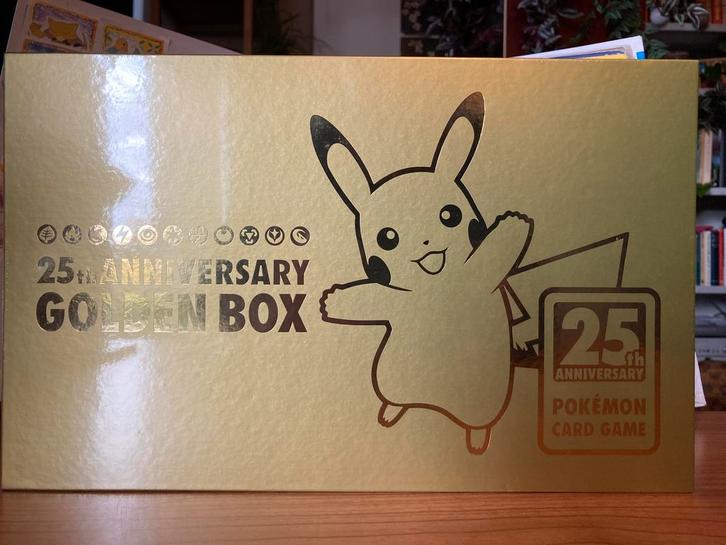 25th ANNIVERSARY
GOLDEN BOX
25th
ANNIVERSARY
POKÉMON
CARD GAME